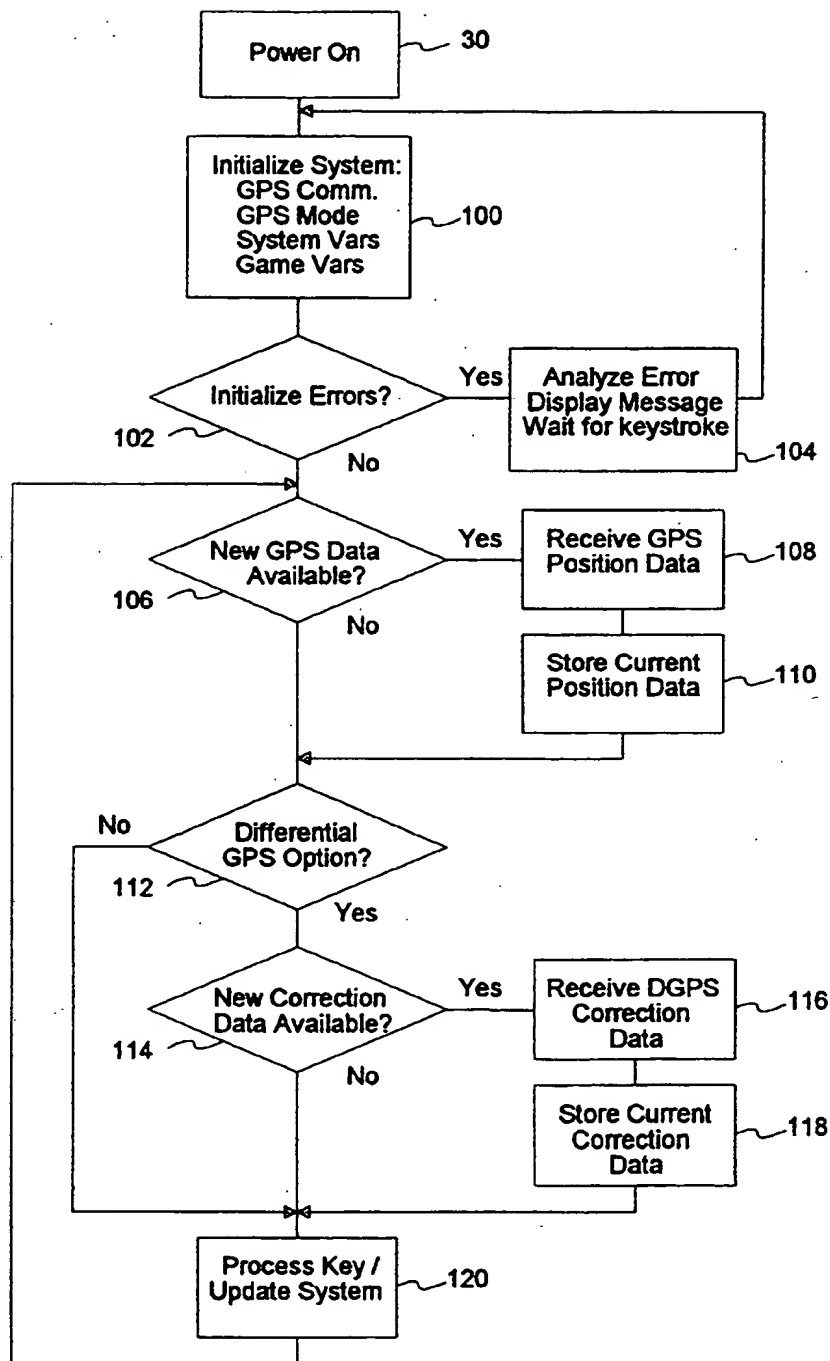 Power On
30
Initialize System:
GPS Comm.
GPS Mode
System Vars
Game Vars
100
Initialize Errors?
102
Yes
No
Analyze Error
Display Message
Wait for keystroke
104
New GPS Data
Available?
106
Yes
No
Receive GPS
Position Data
108
Store Current
Position Data
110
No
Differential
GPS Option?
112
Yes
New Correction
Data Available?
114
Yes
No
Receive DGPS
Correction
Data
116
Store Current
Correction
Data
118
Process Key /
Update System
120